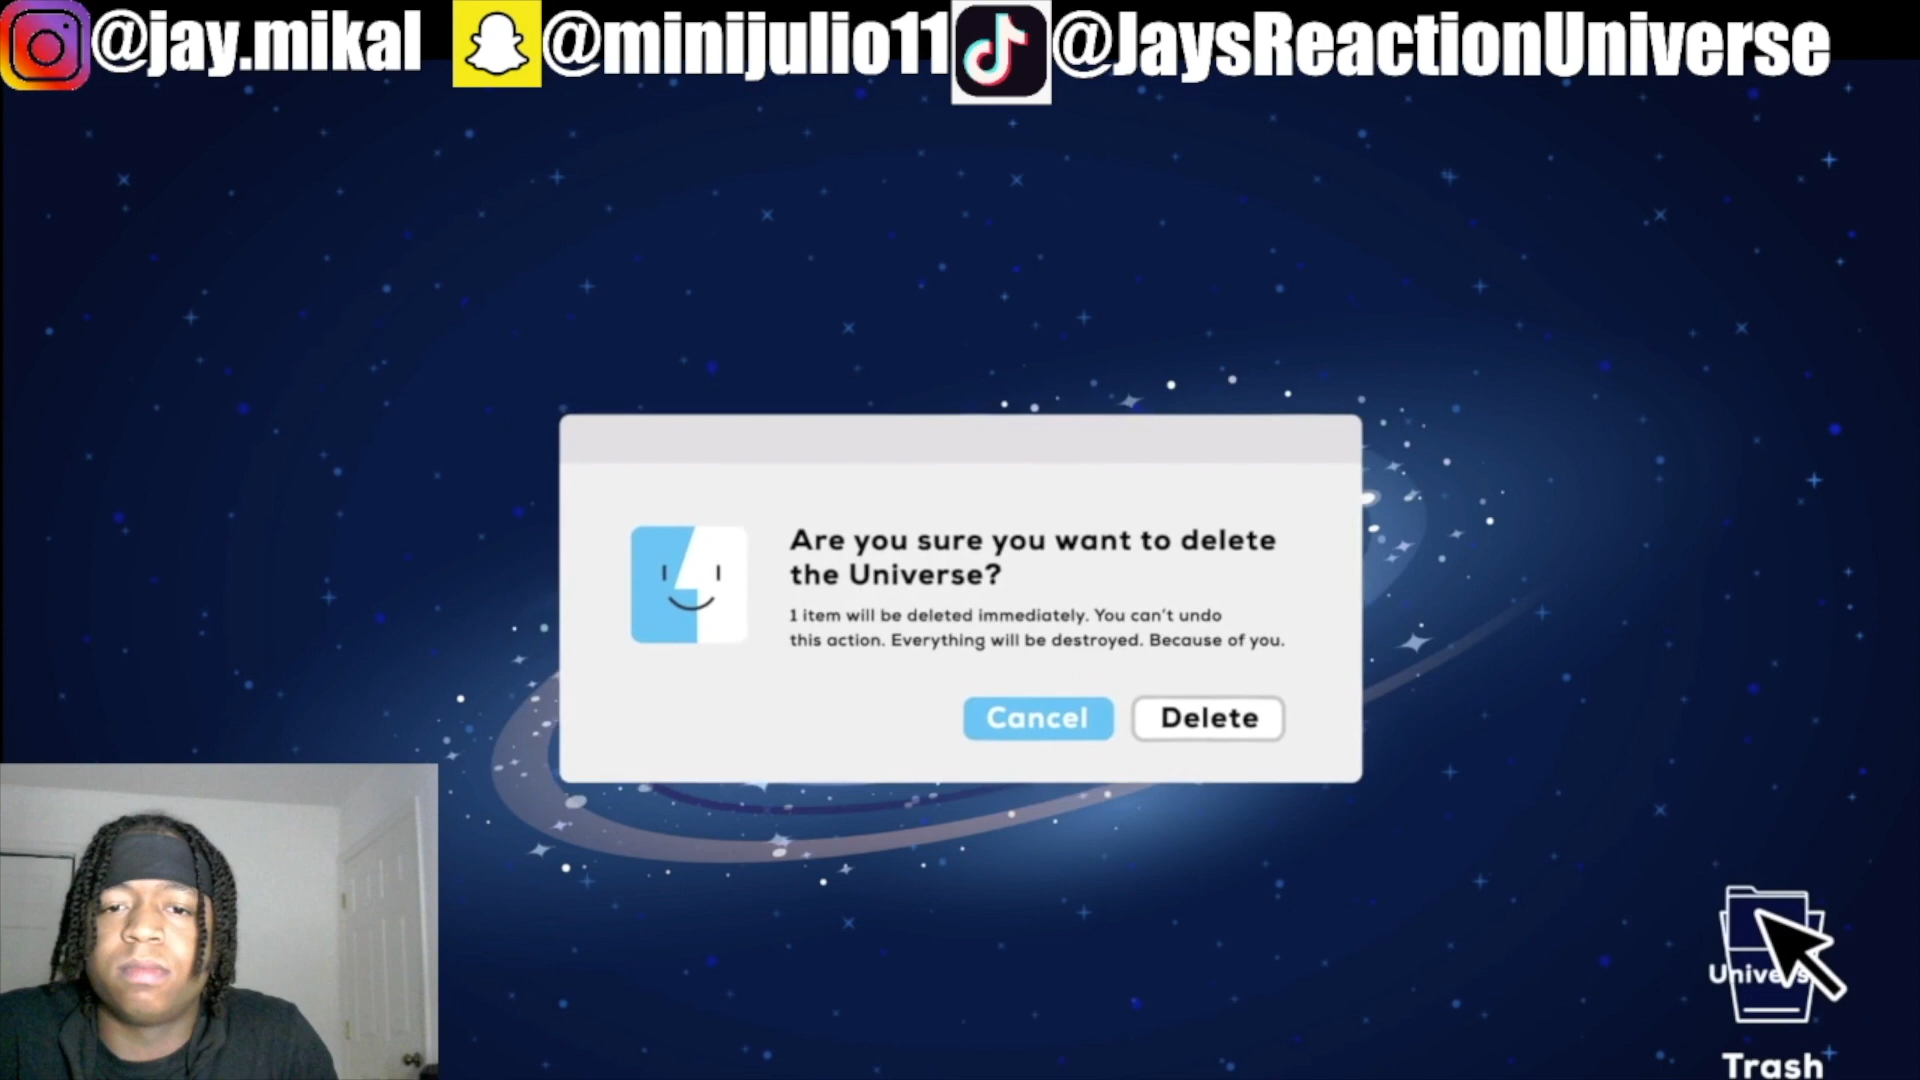 @jay.mikal @minijulio11 @JaysReactionUniverse
Are you sure you want to delete
the Universe?
1 item will be deleted immediately. You can't undo
this action. Everything will be destroyed. Because of you.
Cancel Delete
Trash